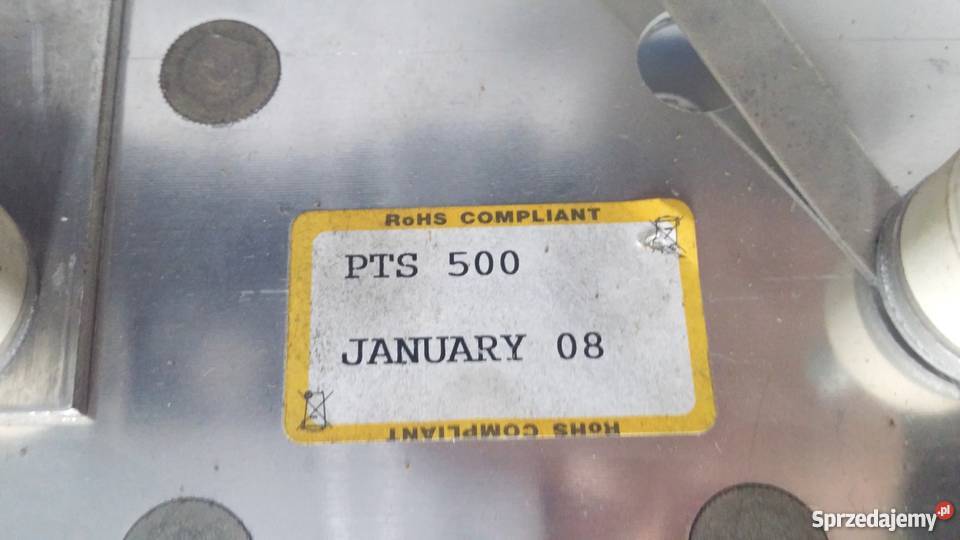 RoHS COMPLIANT
PTS 500
JANUARY 08
RoHS COMPLIANT
Sprzedajemy.pl